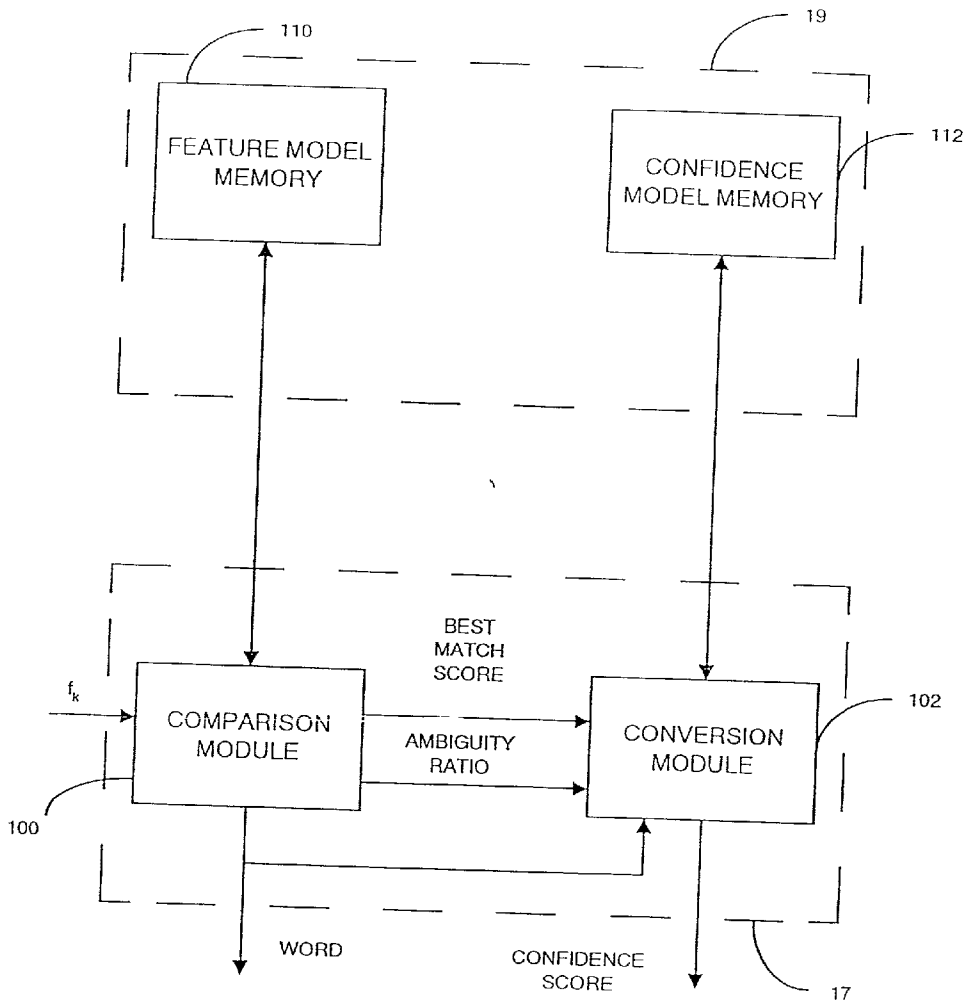 110
19
FEATURE MODEL
MEMORY
CONFIDENCE
MODEL MEMORY
112
BEST
MATCH
SCORE
f_k
COMPARISON
MODULE
AMBIGUITY
RATIO
CONVERSION
MODULE
102
100
WORD
CONFIDENCE
SCORE
17